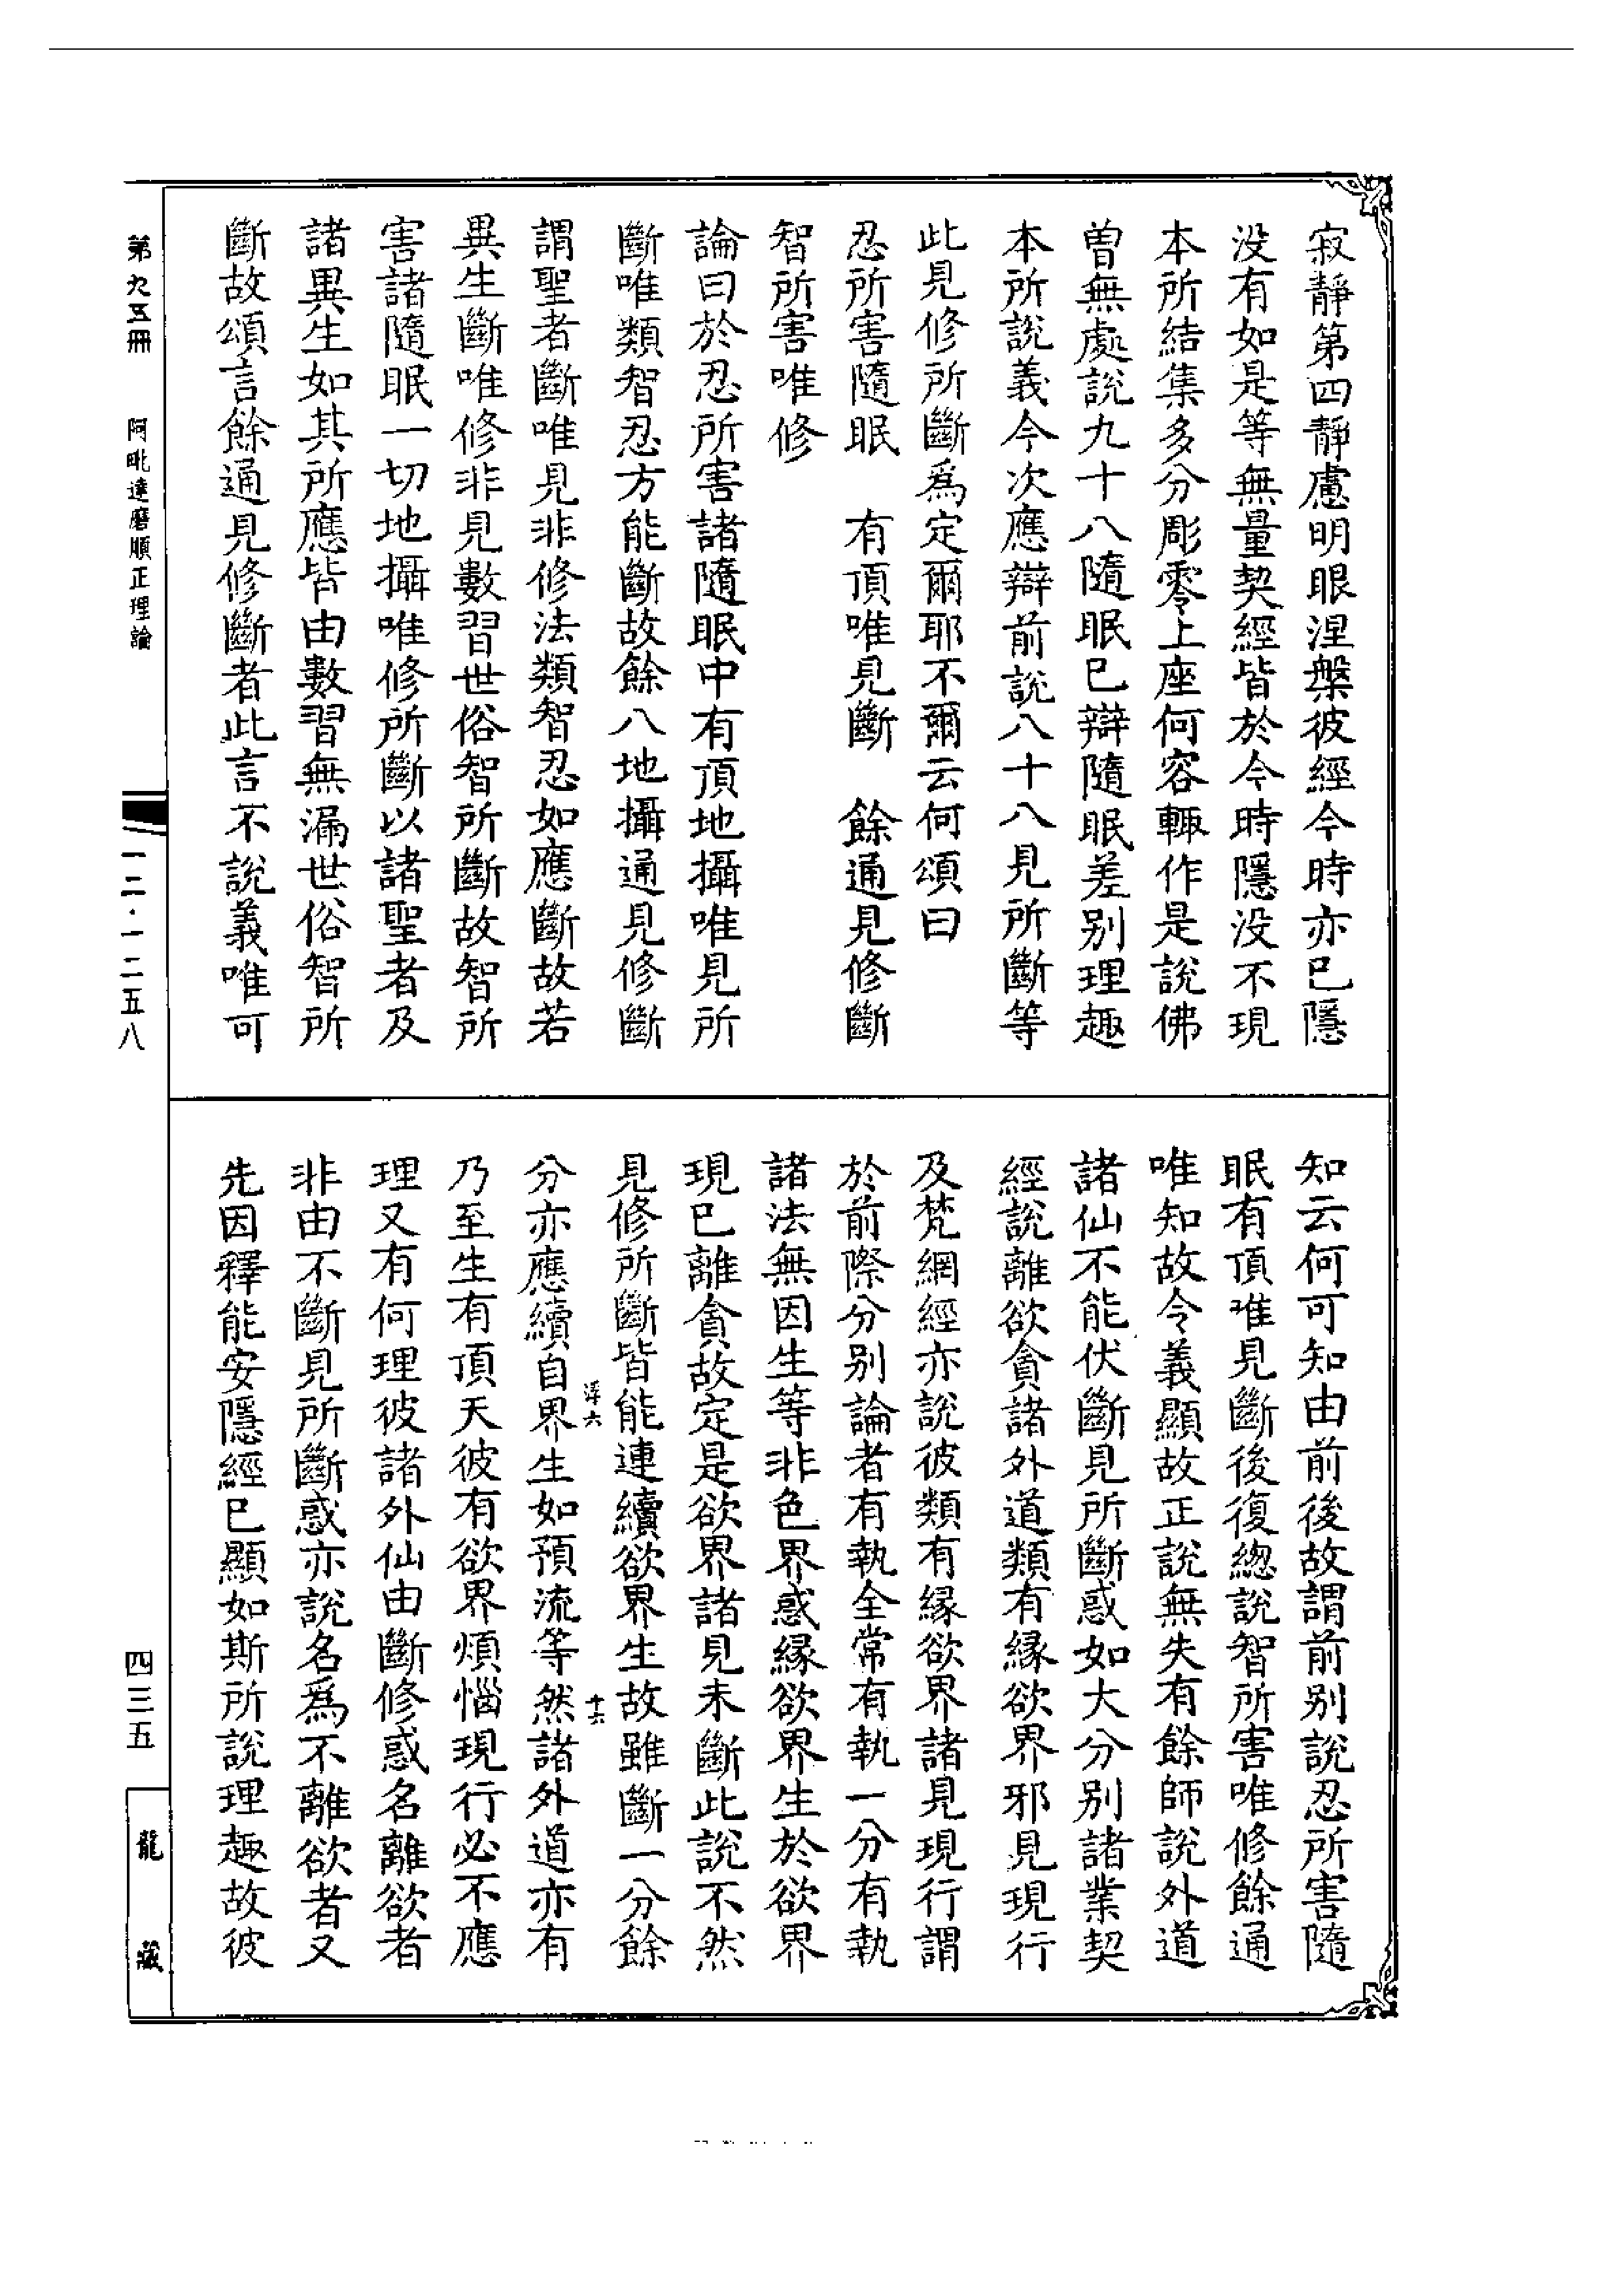 寂靜第四靜慮明眼涅槃彼經今時亦已隱
没有如是等無量契經皆於今時隱没不現
本所結集多分彫零上座何容輙作是說佛
曾無處說九十八隨眠已辯隨眠差別理趣
本所說義今次應辯前說八十八見所斷等
此見修所斷爲定爾耶不爾云何頌曰
忍所害隨眠　有頂唯見斷　餘通見修斷
智所害唯修
論曰於忍所害諸隨眠中有頂地攝唯見所
斷唯類智忍方能斷故餘八地攝通見修斷
謂聖者斷唯見非修法類智忍如應斷故若
異生斷唯修非見數習世俗智所斷故智所
害諸隨眠一切地攝唯修所斷以諸聖者及
諸異生如其所應皆由數習無漏世俗智所
斷故頌言餘通見修斷者此言不說義唯可
知云何可知由前後故謂前別說忍所害隨
眠有頂唯見斷後復總說智所害唯修餘通
唯知故令義顯故正說無失有餘師說外道
諸仙不能伏斷見所斷惑如大分別諸業契
經說離欲貪諸外道類有緣欲界邪見現行
及梵網經亦說彼類有緣欲界諸見現行謂
於前際分別論者有執全常有執一分有執
諸法無因生等非色界惑緣欲界生於欲界
現已離貪故定是欲界諸見未斷此說不然
見修所斷皆能連續欲界生故雖斷一分餘
分亦應續自界生如預流等然諸外道亦有
乃至生有頂天彼有欲界煩惱現行必不應
理又有何理彼諸外仙由斷修惑名離欲者
非由不斷見所斷惑亦說名爲不離欲者又
先因釋能安隱經已顯如斯所說理趣故彼
浮六
十六
第九五冊　阿毗達磨順正理論
一二·一二五八
四三五
龍藏